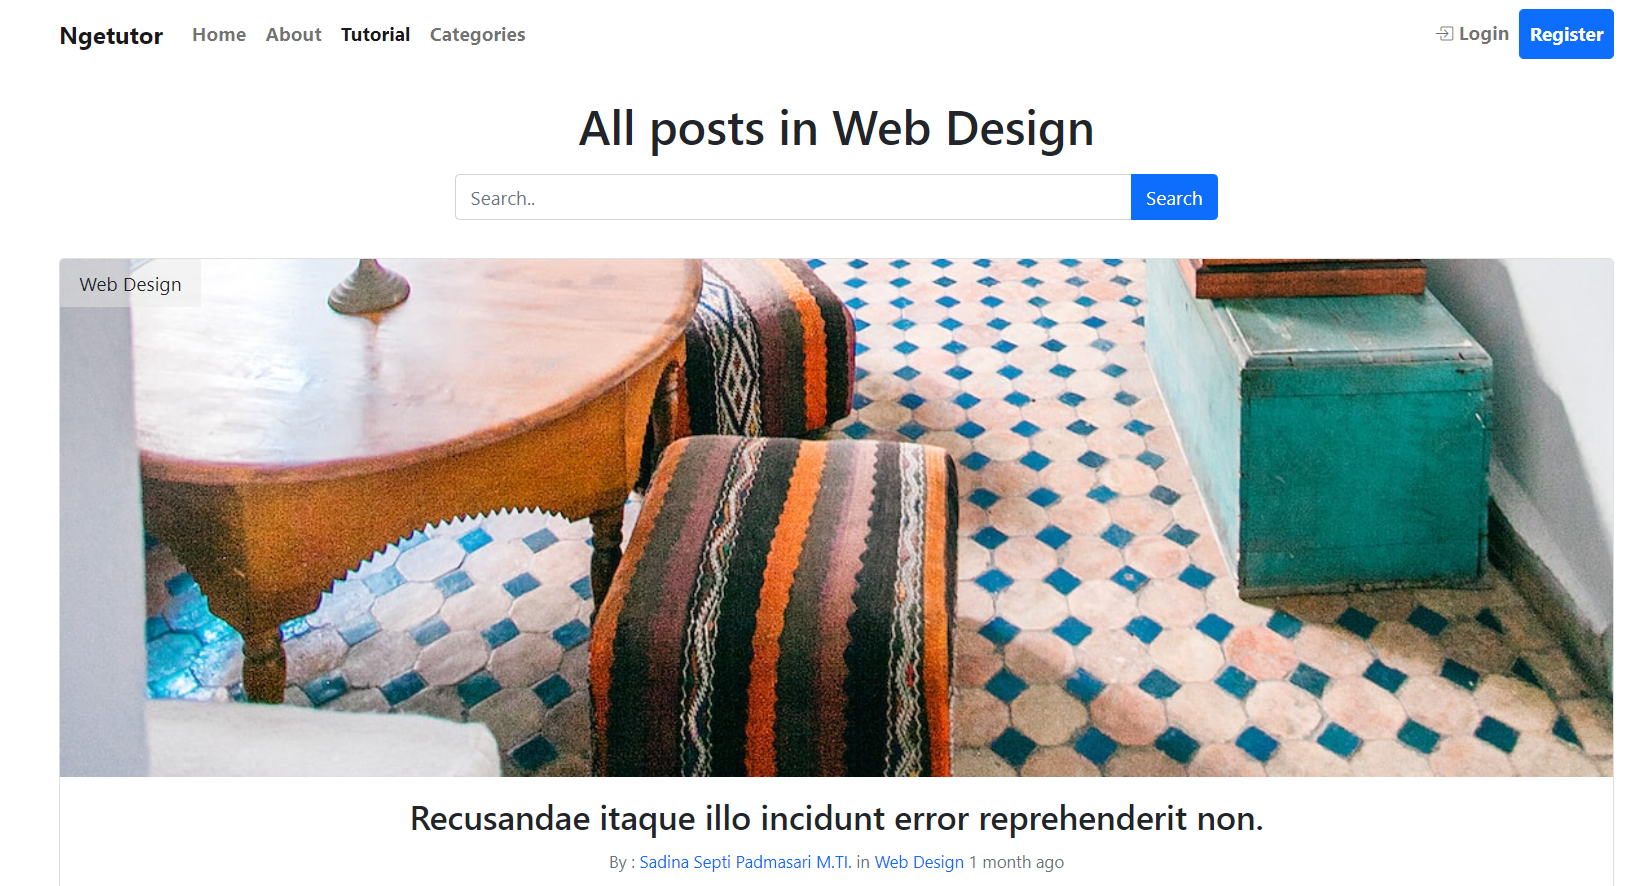 Ngetutor Home About Tutorial Categories Login Register
All posts in Web Design
Search.. Search
Web Design
Recusandae itaque illo incidunt error reprehenderit non.
By : Sadina Septi Padmasari M.TI. in Web Design 1 month ago